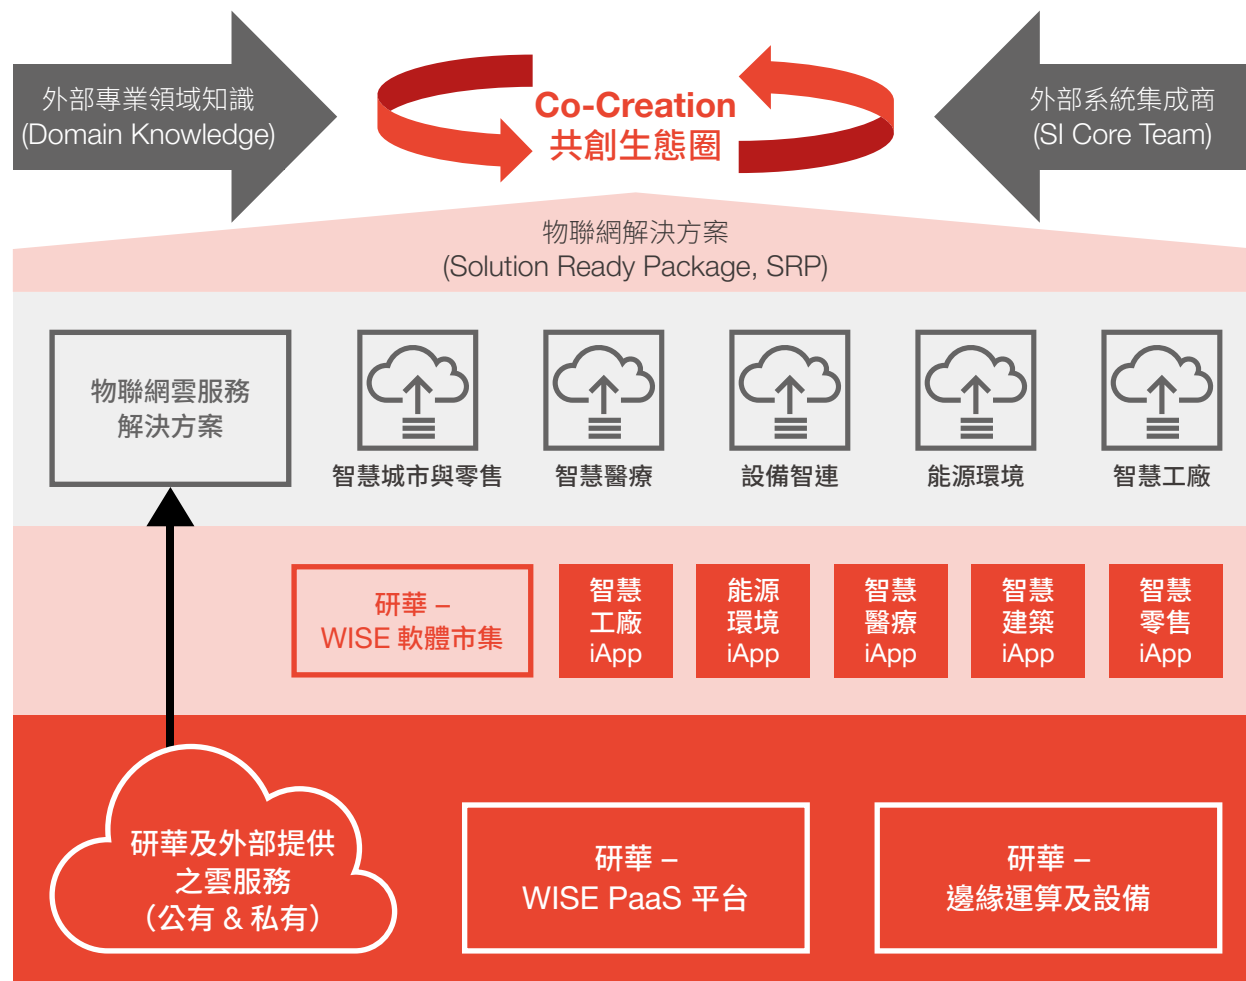 外部專業領域知識
(Domain Knowledge)
Co-Creation
共創生態圈
外部系統集成商
(SI Core Team)
物聯網解決方案
(Solution Ready Package, SRP)
物聯網雲服務
解決方案
智慧城市與零售
智慧醫療
設備智連
能源環境
智慧工廠
研華 –
WISE 軟體市集
智慧
工廠
iApp
能源
環境
iApp
智慧
醫療
iApp
智慧
建築
iApp
智慧
零售
iApp
研華及外部提供
之雲服務
（公有 & 私有）
研華 –
WISE PaaS 平台
研華 –
邊緣運算及設備